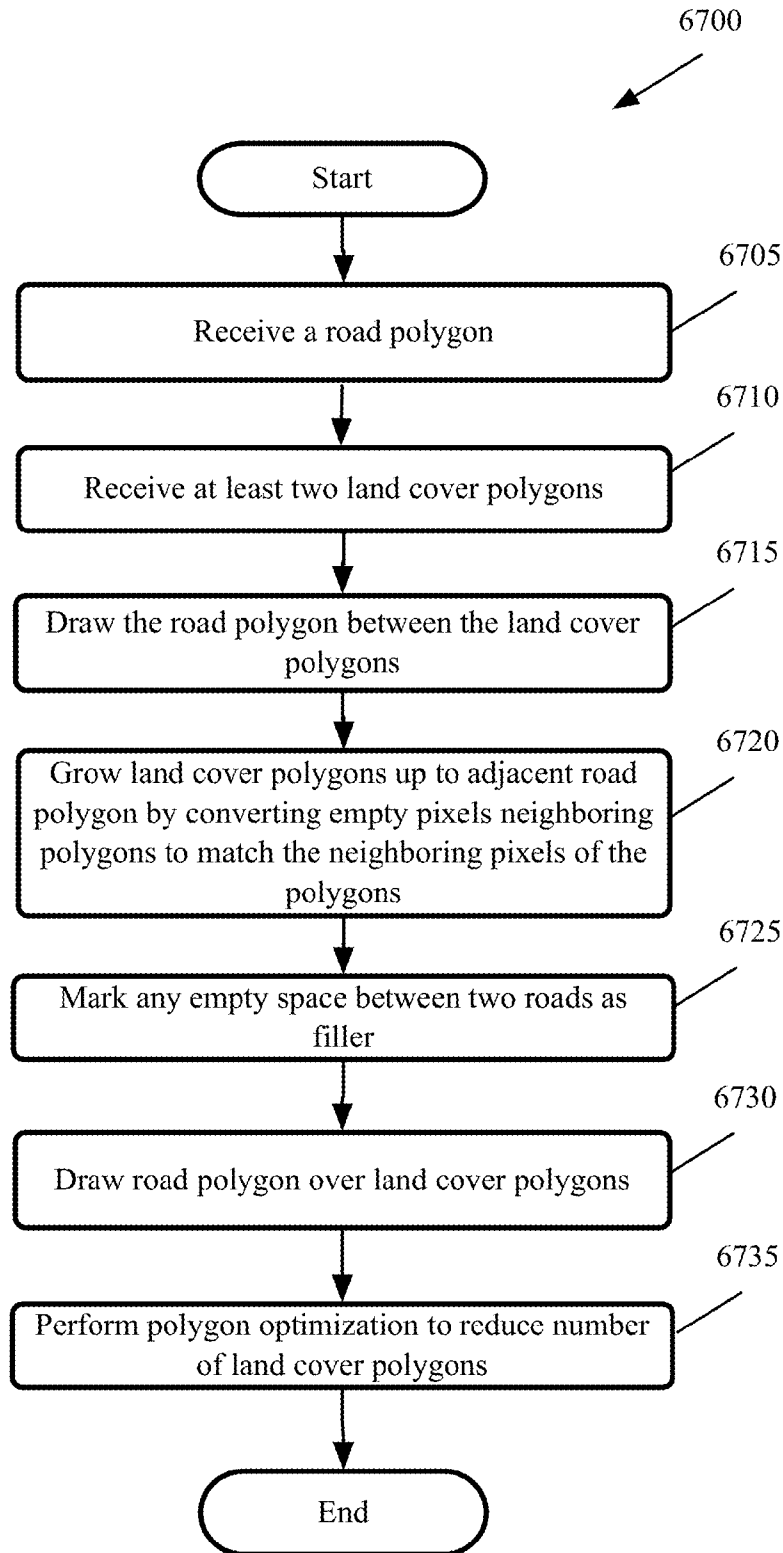 6700
Start
6705
Receive a road polygon
6710
Receive at least two land cover polygons
6715
Draw the road polygon between the land cover
polygons
6720
Grow land cover polygons up to adjacent road
polygon by converting empty pixels neighboring
polygons to match the neighboring pixels of the
polygons
6725
Mark any empty space between two roads as
filler
6730
Draw road polygon over land cover polygons
6735
Perform polygon optimization to reduce number
of land cover polygons
End